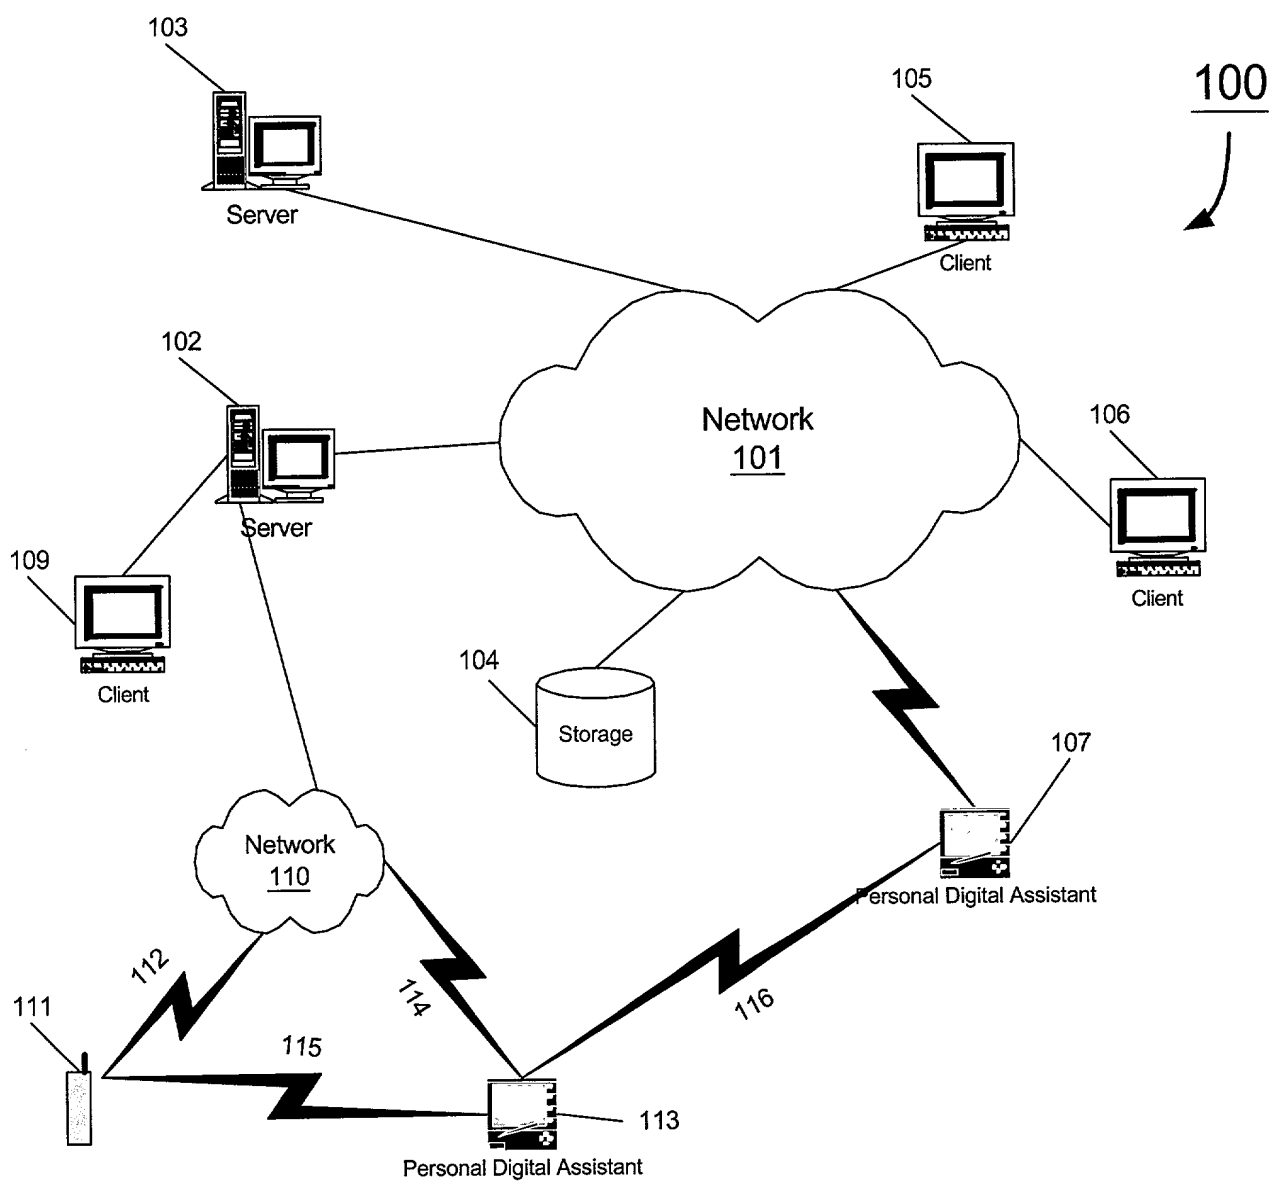 103
105
100
Server
Client
102
Network
101
106
Server
109
Client
Client
104
Storage
107
Network
110
Personal Digital Assistant
112
114
116
111
115
113
Personal Digital Assistant